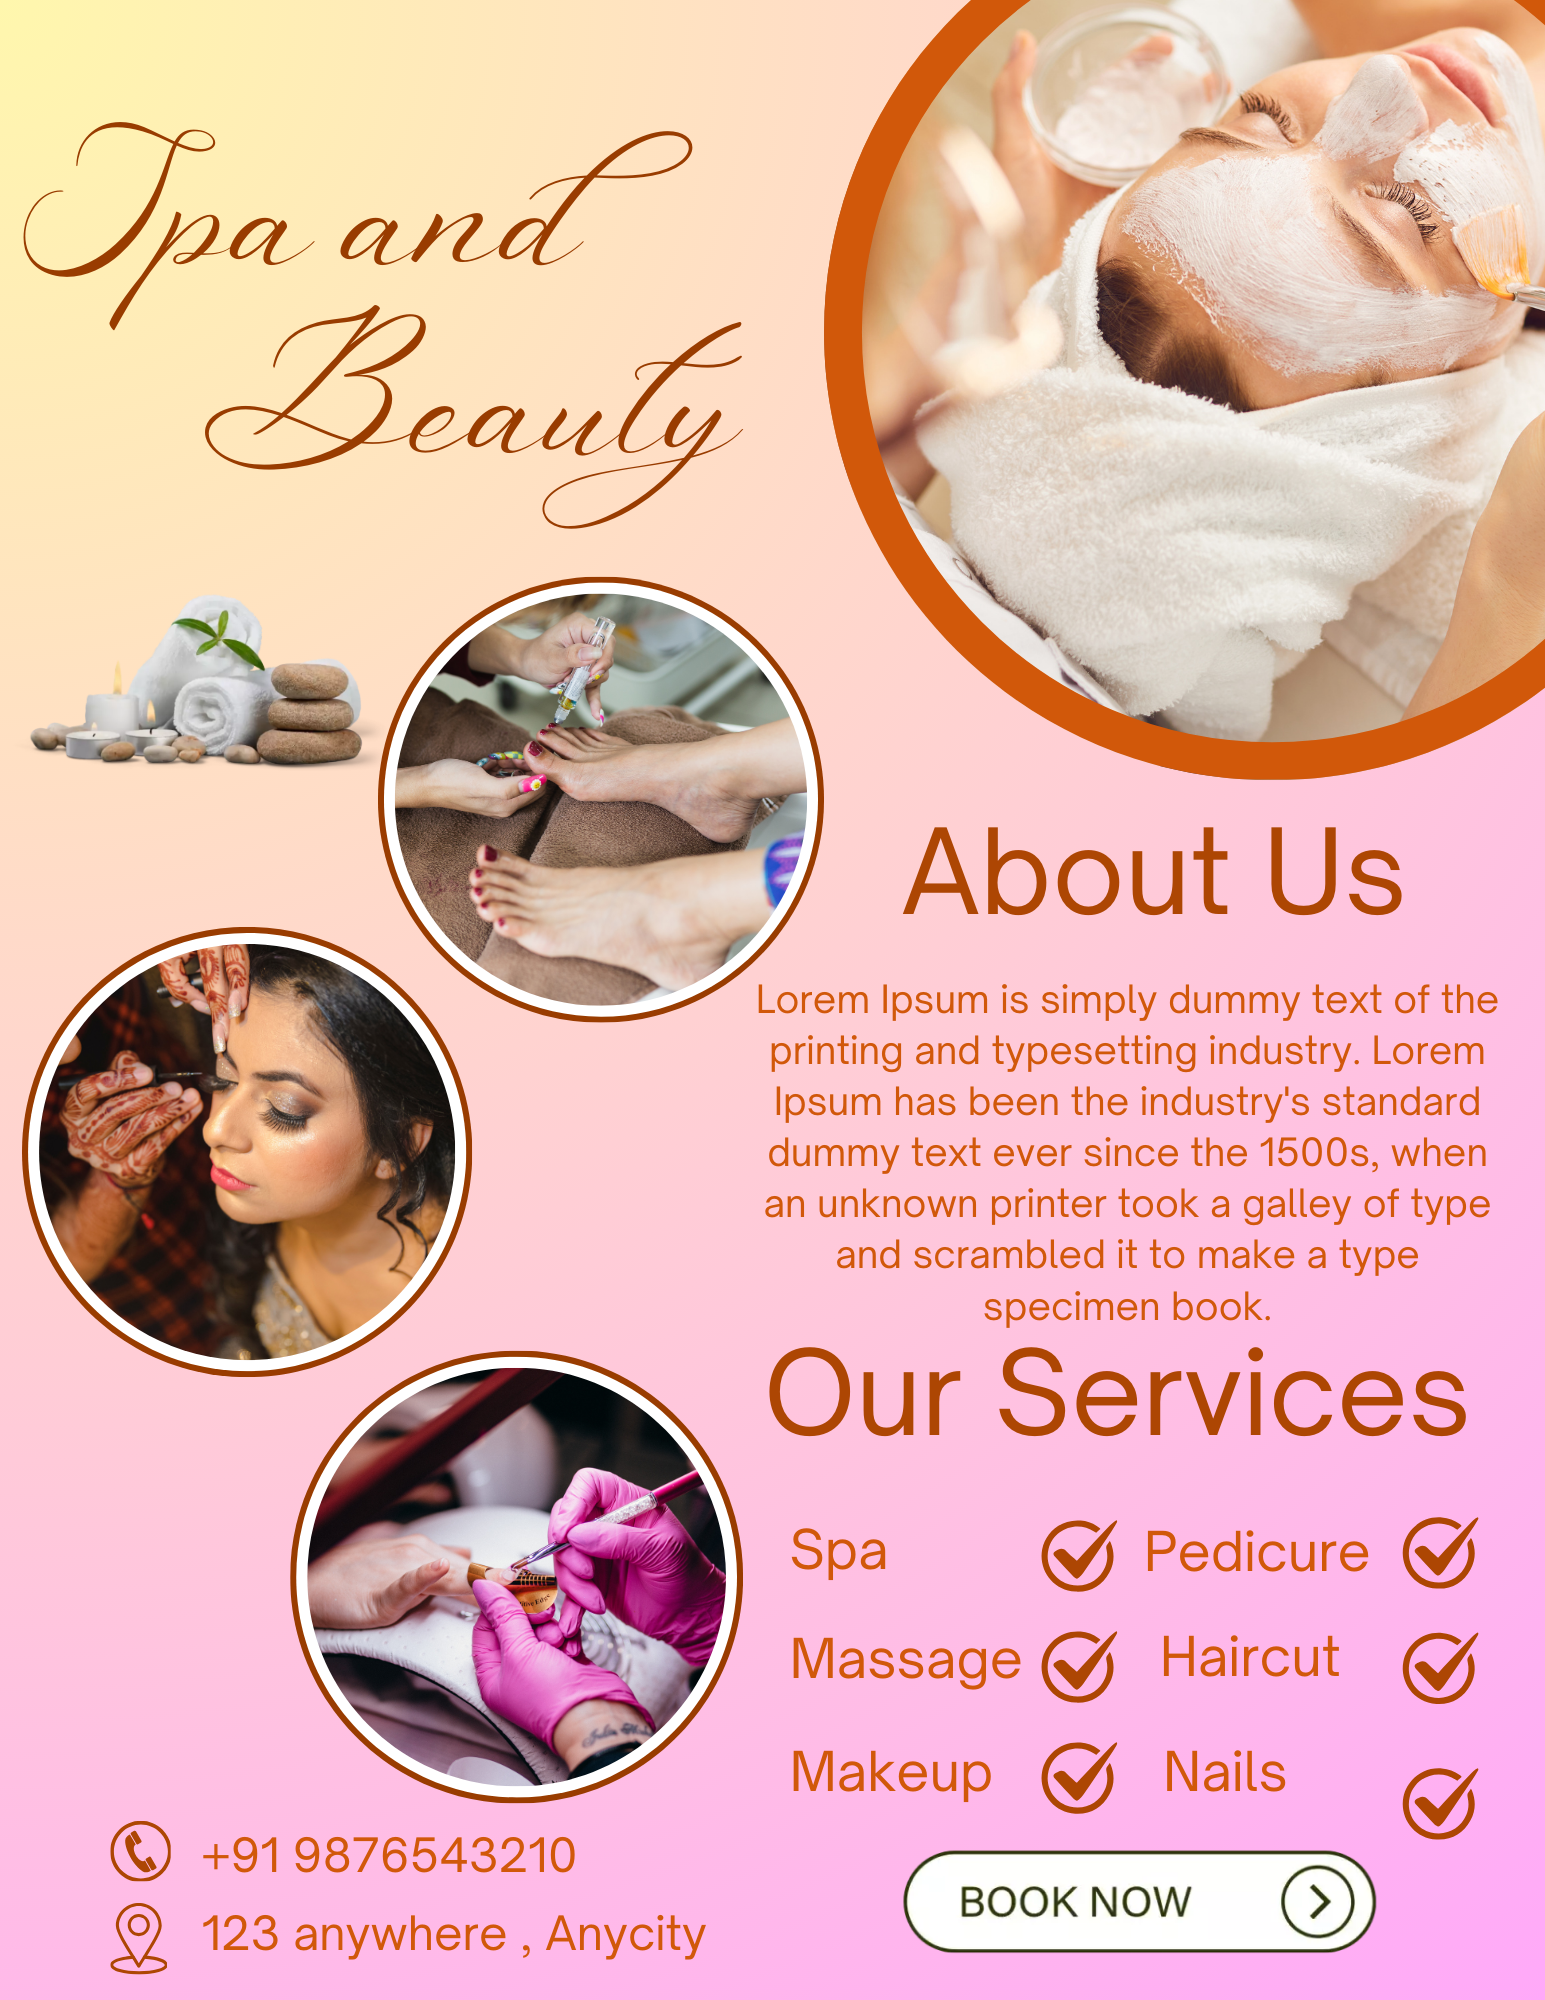 Spa and
Beauty
About Us
Lorem Ipsum is simply dummy text of the
printing and typesetting industry. Lorem
Ipsum has been the industry's standard
dummy text ever since the 1500s, when
an unknown printer took a galley of type
and scrambled it to make a type
specimen book.
Our Services
Spa
Pedicure
Massage
Haircut
Makeup
Nails
+91 9876543210
123 anywhere , Anycity
BOOK NOW